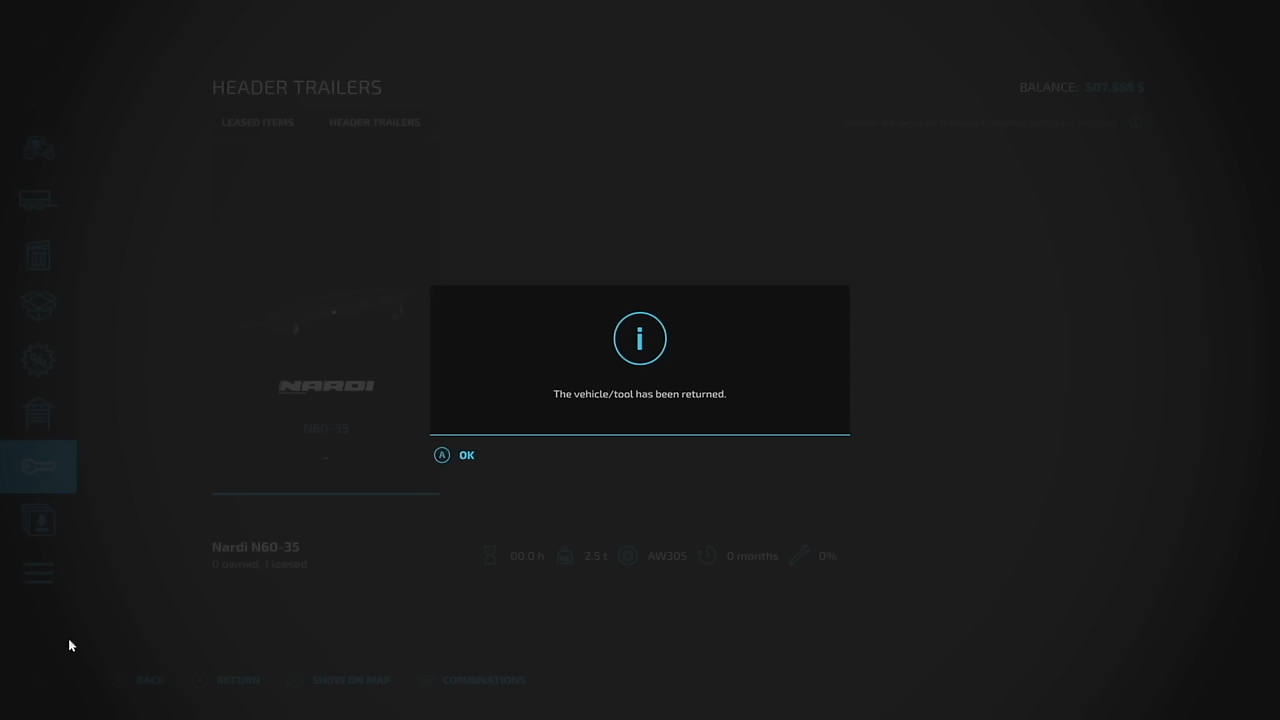 HEADER TRAILERS
BALANCE: 507,556 $
LEASED ITEMS HEADER TRAILERS
NARDI
N60-35
-
The vehicle/tool has been returned.
A OK
Nardi N60-35
0 owned, 1 leased
00.0 h 2.5 t AW305 0 months 0%
BACK RETURN SHOW ON MAP COMBINATIONS